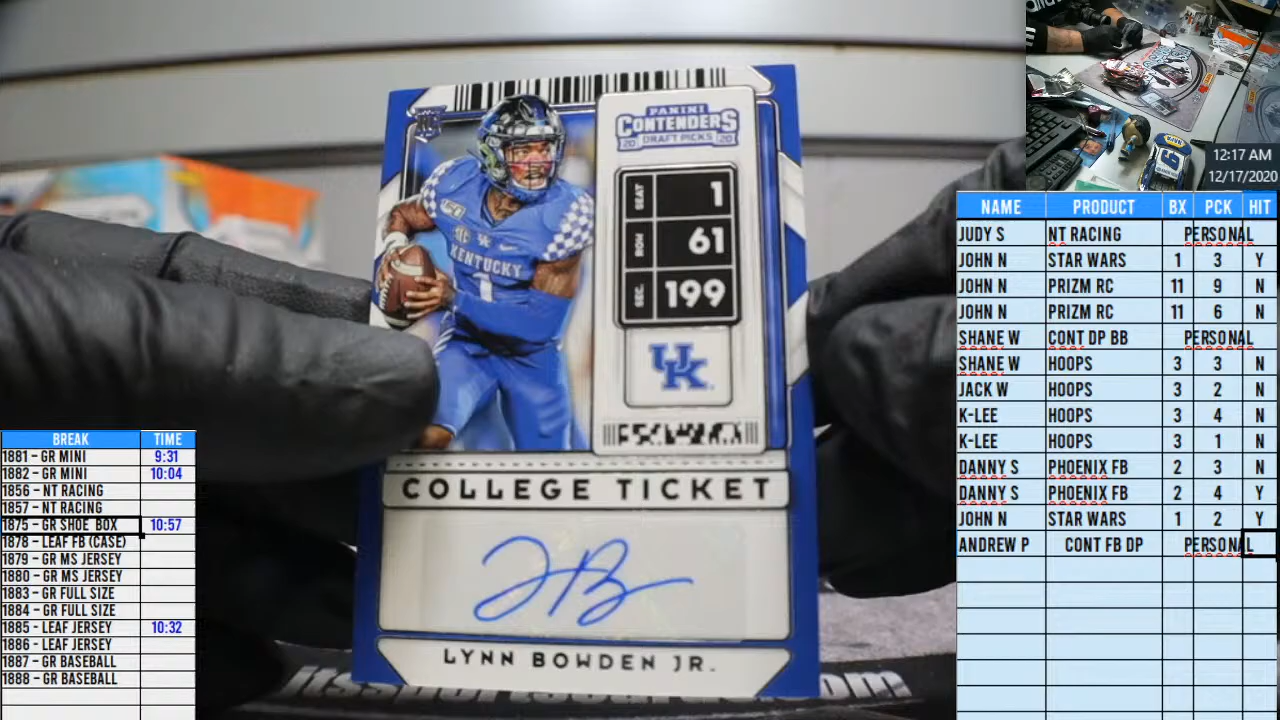 PANINI
CONTENDERS
20 DRAFT PICKS 20
SEAT 1
ROW 61
SEC. 199
UK
150
KENTUCKY
1
COLLEGE TICKET
LYNN BOWDEN JR.
12:17 AM
12/17/2020
NAME PRODUCT BX PCK HIT
JUDY S NT RACING PERSONAL
JOHN N STAR WARS 1 3 Y
JOHN N PRIZM RC 11 9 N
JOHN N PRIZM RC 11 6 N
SHANE W CONT DP BB PERSONAL
SHANE W HOOPS 3 3 N
JACK W HOOPS 3 2 N
K-LEE HOOPS 3 4 N
K-LEE HOOPS 3 1 N
DANNY S PHOENIX FB 2 3 N
DANNY S PHOENIX FB 2 4 Y
JOHN N STAR WARS 1 2 Y
ANDREW P CONT FB DP PERSONAL
BREAK TIME
1881 - GR MINI 9:31
1882 - GR MINI 10:04
1856 - NT RACING
1857 - NT RACING
1875 - GR SHOE BOX 10:57
1878 - LEAF FB (CASE)
1879 - GR MS JERSEY
1880 - GR MS JERSEY
1883 - GR FULL SIZE
1884 - GR FULL SIZE
1885 - LEAF JERSEY 10:32
1886 - LEAF JERSEY
1887 - GR BASEBALL
1888 - GR BASEBALL